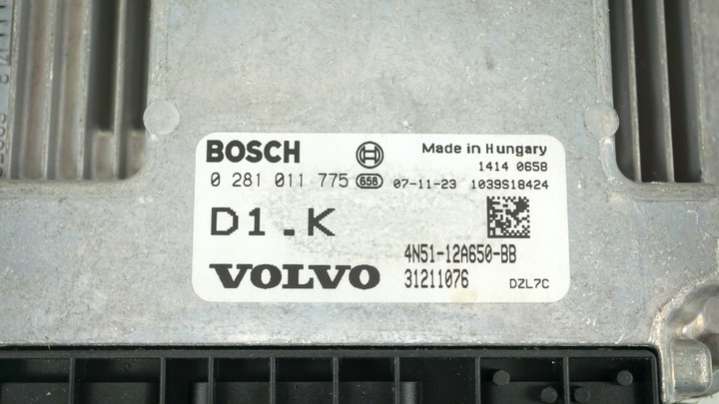 BOSCH
Made in Hungary
1414 0658
0 281 011 775 656 07-11-23 1039S18424
D1.K
4N51-12A650-BB
VOLVO
31211076
DZL7C